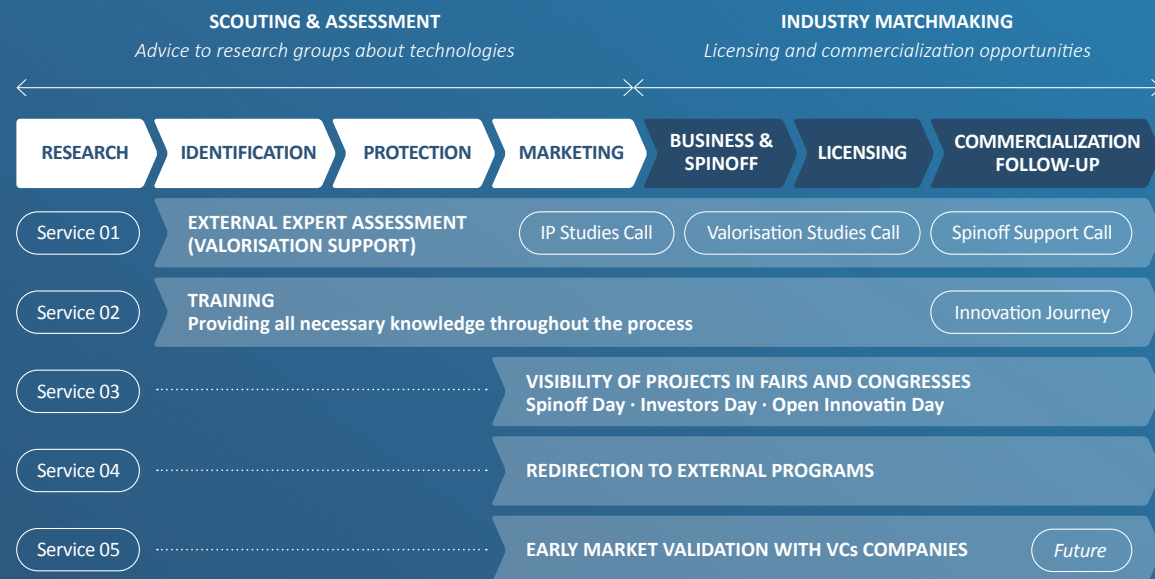 SCOUTING & ASSESSMENT
Advice to research groups about technologies
INDUSTRY MATCHMAKING
Licensing and commercialization opportunities
RESEARCH
IDENTIFICATION
PROTECTION
MARKETING
BUSINESS &
SPINOFF
LICENSING
COMMERCIALIZATION
FOLLOW-UP
Service 01
EXTERNAL EXPERT ASSESSMENT
(VALORISATION SUPPORT)
IP Studies Call
Valorisation Studies Call
Spinoff Support Call
Service 02
TRAINING
Providing all necessary knowledge throughout the process
Innovation Journey
Service 03
VISIBILITY OF PROJECTS IN FAIRS AND CONGRESSES
Spinoff Day · Investors Day · Open Innovatin Day
Service 04
REDIRECTION TO EXTERNAL PROGRAMS
Service 05
EARLY MARKET VALIDATION WITH VCs COMPANIES
Future